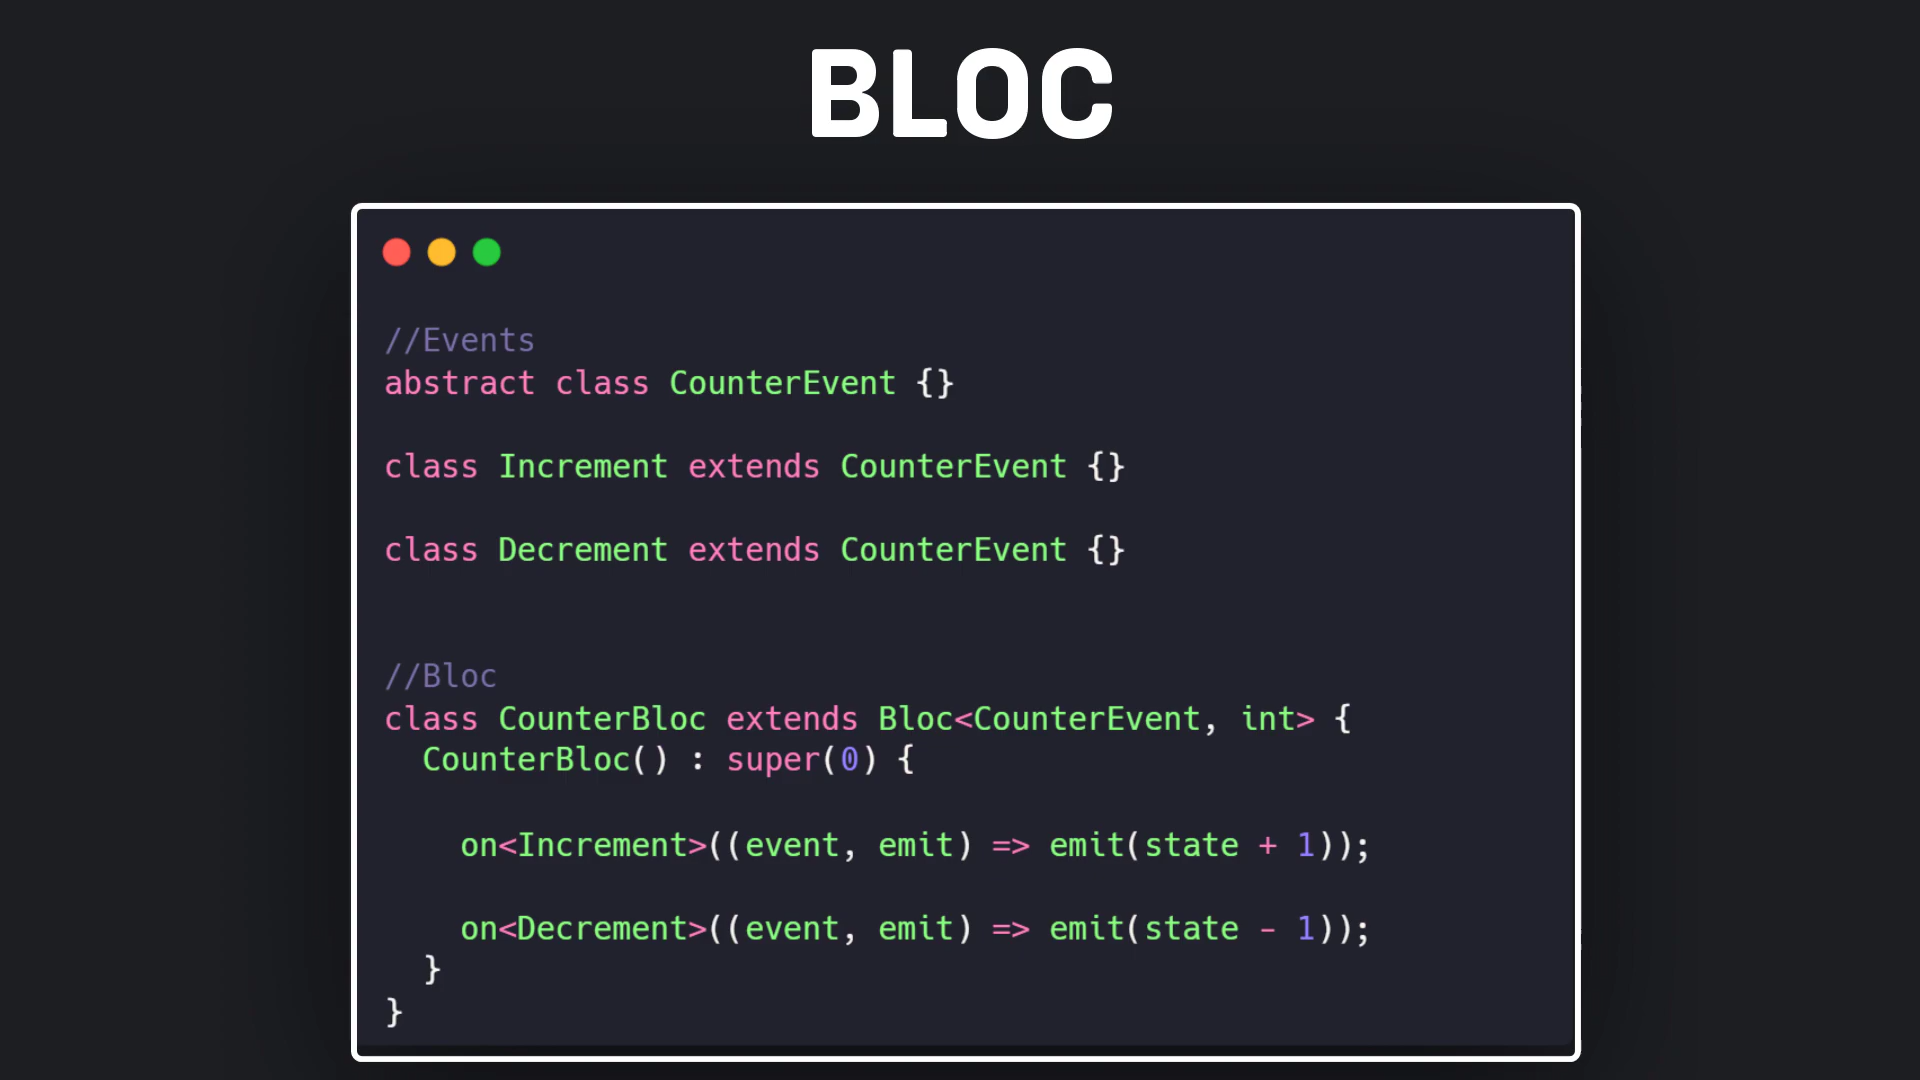 BLOC
//Events
abstract class CounterEvent {}
class Increment extends CounterEvent {}
class Decrement extends CounterEvent {}
//Bloc
class CounterBloc extends Bloc<CounterEvent, int> {
  CounterBloc() : super(0) {
    on<Increment>((event, emit) => emit(state + 1));
    on<Decrement>((event, emit) => emit(state - 1));
  }
}